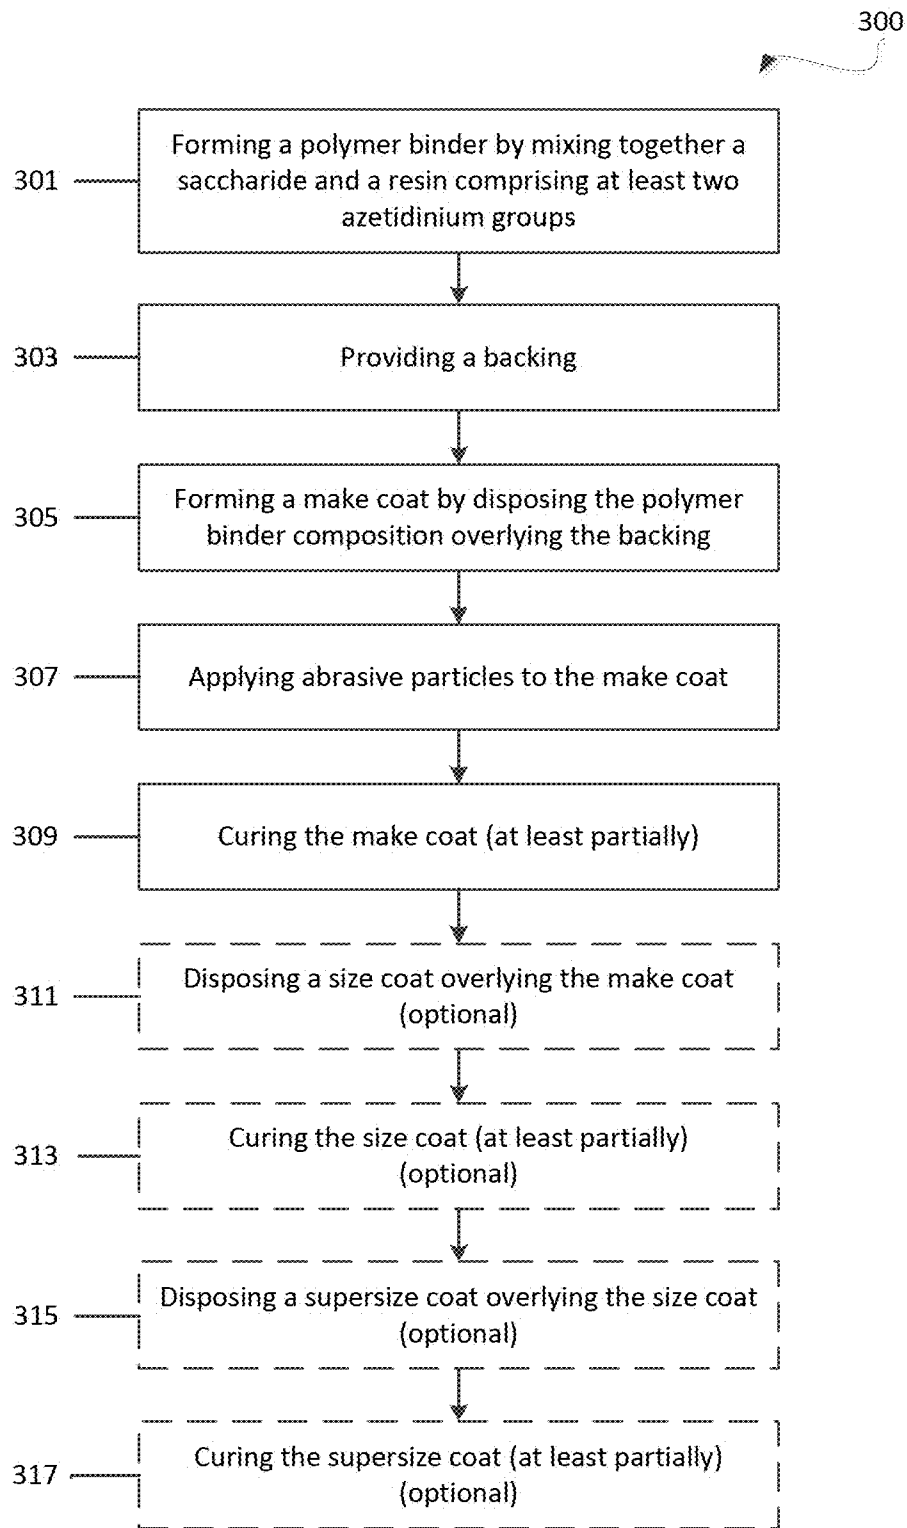 300
301
Forming a polymer binder by mixing together a
saccharide and a resin comprising at least two
azetidinium groups
303
Providing a backing
305
Forming a make coat by disposing the polymer
binder composition overlying the backing
307
Applying abrasive particles to the make coat
309
Curing the make coat (at least partially)
311
Disposing a size coat overlying the make coat
(optional)
313
Curing the size coat (at least partially)
(optional)
315
Disposing a supersize coat overlying the size coat
(optional)
317
Curing the supersize coat (at least partially)
(optional)